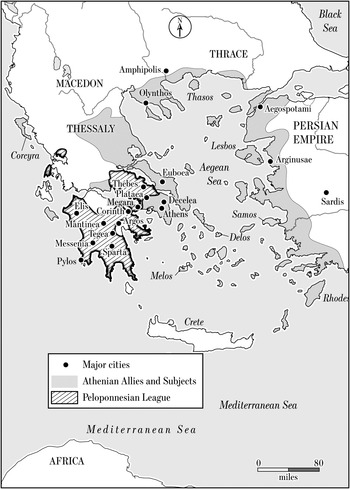 N
Black
Sea
THRACE
Amphipolis
MACEDON
Olynthos
Thasos
Aegospotami
THESSALY
PERSIAN
EMPIRE
Corcyra
Lesbos
Aegean
Sea
Arginusae
Euboea
Thebes
Plataea
Megara
Decelea
Sardis
Elis
Corinth
Athens
Samos
Mantinea
Argos
Tegea
Delos
Messenia
Sparta
Pylos
Melos
Rhodes
Crete
Major cities
Athenian Allies and Subjects
Peloponnesian League
Mediterranean Sea
Mediterranean Sea
AFRICA
0 80
miles